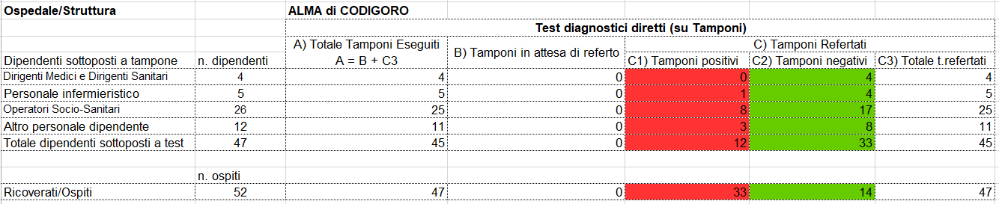 Ospedale/Struttura ALMA di CODIGORO
Test diagnostici diretti (su Tamponi)
A) Totale Tamponi Eseguiti B) Tamponi in attesa di referto C) Tamponi Refertati
Dipendenti sottoposti a tampone n. dipendenti A = B + C3 C1) Tamponi positivi C2) Tamponi negativi C3) Totale t.refertati
Dirigenti Medici e Dirigenti Sanitari 4 4 0 0 4 4
Personale infermieristico 5 5 0 1 4 5
Operatori Socio-Sanitari 26 25 0 8 17 25
Altro personale dipendente 12 11 0 3 8 11
Totale dipendenti sottoposti a test 47 45 0 12 33 45
n. ospiti
Ricoverati/Ospiti 52 47 0 33 14 47